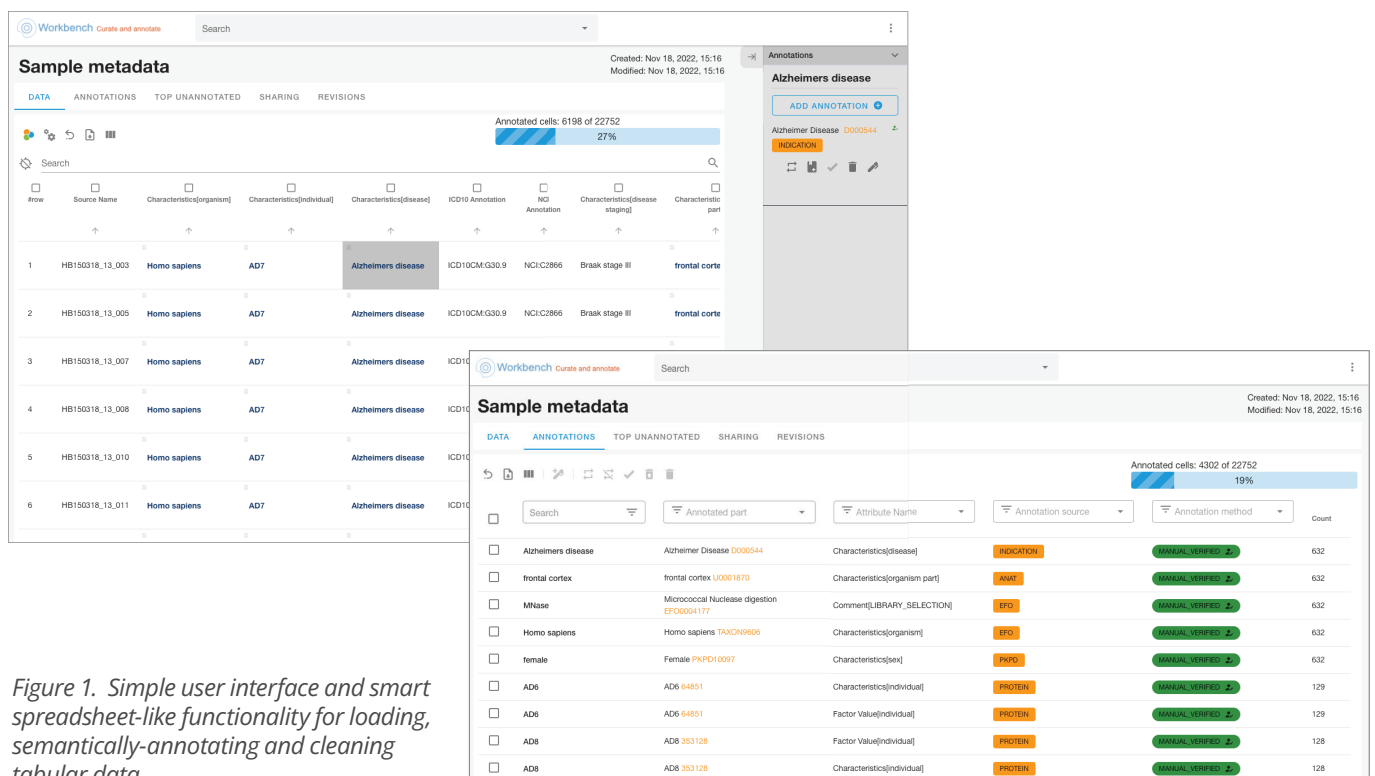 Workbench Curate and annotate
Search
Sample metadata
Created: Nov 18, 2022, 15:16
Modified: Nov 18, 2022, 15:16
DATA ANNOTATIONS TOP UNANNOTATED SHARING REVISIONS
Annotated cells: 6198 of 22752
27%
Search
#row Source Name Characteristics[organism] Characteristics[individual] Characteristics[disease] ICD10 Annotation NCI Annotation Characteristics[disease staging] Characteristic part
1 HB150318_13_003 Homo sapiens AD7 Alzheimers disease ICD10CM:G30.9 NCI:C2866 Braak stage III frontal corte
2 HB150318_13_005 Homo sapiens AD7 Alzheimers disease ICD10CM:G30.9 NCI:C2866 Braak stage III frontal corte
3 HB150318_13_007 Homo sapiens AD7 Alzheimers disease ICD10
4 HB150318_13_008 Homo sapiens AD7 Alzheimers disease ICD10
5 HB150318_13_010 Homo sapiens AD7 Alzheimers disease ICD10
6 HB150318_13_011 Homo sapiens AD7 Alzheimers disease ICD10
Annotations
Alzheimers disease
ADD ANNOTATION
Alzheimer Disease D000544
INDICATION
Workbench Curate and annotate
Search
Sample metadata
Created: Nov 18, 2022, 15:16
Modified: Nov 18, 2022, 15:16
DATA ANNOTATIONS TOP UNANNOTATED SHARING REVISIONS
Annotated cells: 4302 of 22752
19%
Search Annotated part Attribute Name Annotation source Annotation method Count
Alzheimers disease Alzheimer Disease D000544 Characteristics[disease] INDICATION MANUAL_VERIFIED 632
frontal cortex frontal cortex U0001870 Characteristics[organism part] ANAT MANUAL_VERIFIED 632
MNase Micrococcal Nuclease digestion EFO0004177 Comment[LIBRARY_SELECTION] EFO MANUAL_VERIFIED 632
Homo sapiens Homo sapiens TAXON9606 Characteristics[organism] EFO MANUAL_VERIFIED 632
female Female PKPD10097 Characteristics[sex] PKPD MANUAL_VERIFIED 632
AD6 AD6 64851 Characteristics[individual] PROTEIN MANUAL_VERIFIED 129
AD6 AD6 64851 Factor Value[individual] PROTEIN MANUAL_VERIFIED 129
AD8 AD8 353128 Factor Value[individual] PROTEIN MANUAL_VERIFIED 128
AD8 AD8 353128 Characteristics[individual] PROTEIN MANUAL_VERIFIED 128
Figure 1. Simple user interface and smart
spreadsheet-like functionality for loading,
semantically-annotating and cleaning
tabular data